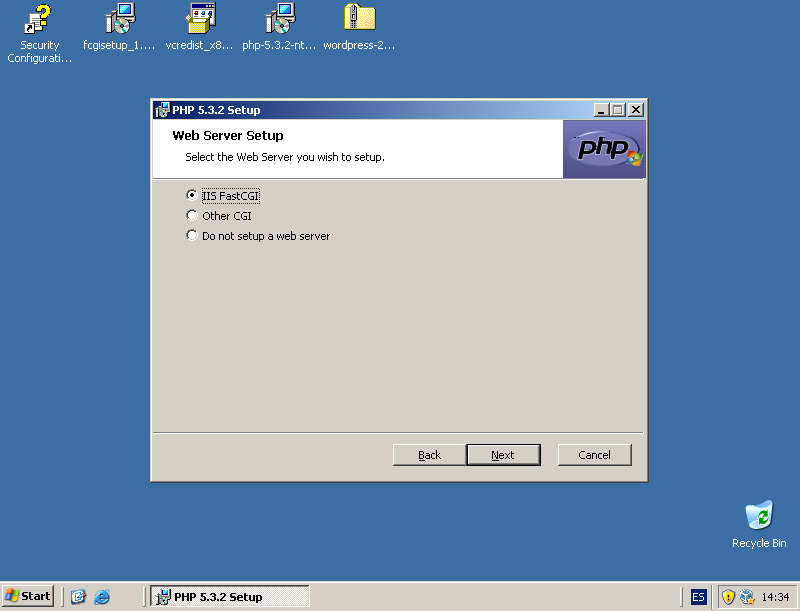 Security
Configurati...
fcgisetup_1....
vcredist_x8...
php-5.3.2-nt...
wordpress-2...
PHP 5.3.2 Setup
Web Server Setup
Select the Web Server you wish to setup.
php
IIS FastCGI
Other CGI
Do not setup a web server
Back
Next
Cancel
Recycle Bin
Start
PHP 5.3.2 Setup
ES
14:34